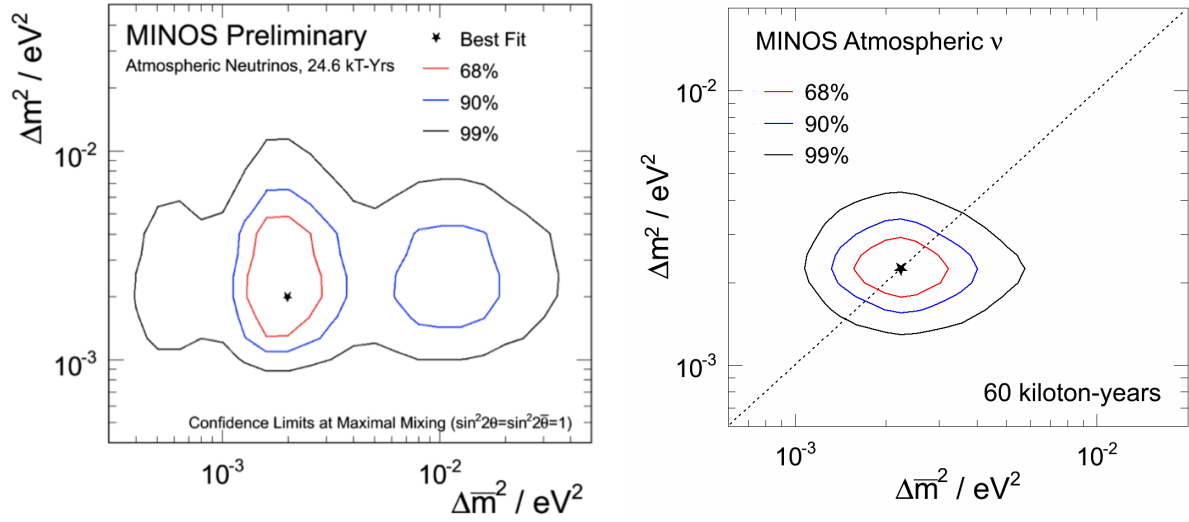 MINOS Preliminary
Atmospheric Neutrinos, 24.6 kT-Yrs
Best Fit
68%
90%
99%
Δm² / eV²
10⁻²
10⁻³
Confidence Limits at Maximal Mixing (sin²2θ=sin²2θ̅=1)
10⁻³
10⁻²
Δm̅² / eV²
MINOS Atmospheric ν
68%
90%
99%
Δm² / eV²
10⁻²
10⁻³
60 kiloton-years
10⁻³
10⁻²
Δm̅² / eV²